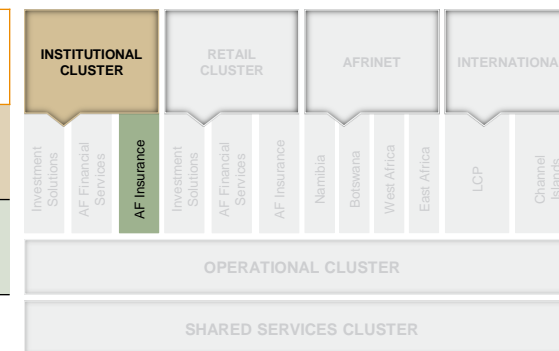 INSTITUTIONAL
CLUSTER
RETAIL
CLUSTER
AFRINET
INTERNATIONA
Investment
Solutions
AF Financial
Services
AF Insurance
Investment
Solutions
AF Financial
Services
AF Insurance
Namibia
Botswana
West Africa
East Africa
LCP
Channel
Islands
OPERATIONAL CLUSTER
SHARED SERVICES CLUSTER